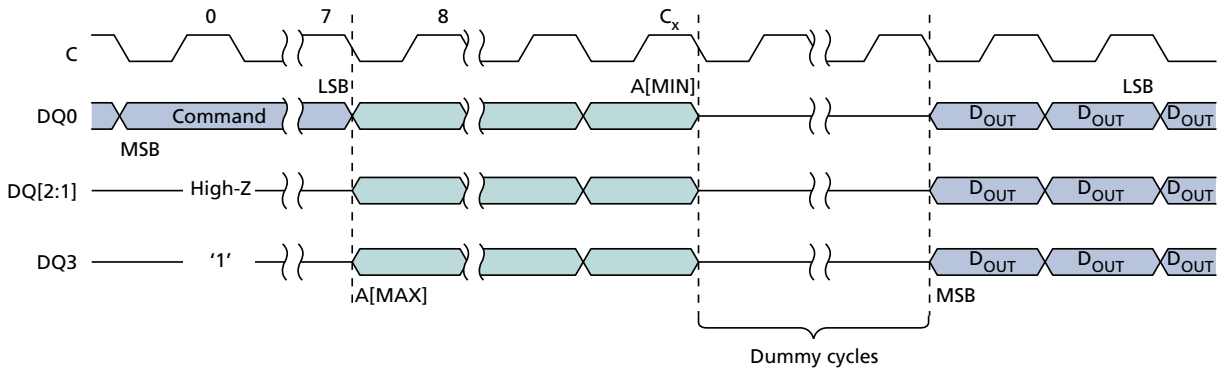 0 7 8 Cx
C
LSB A[MIN] LSB
DQ0 Command DOUT DOUT DOUT
MSB
DQ[2:1] High-Z DOUT DOUT DOUT
DQ3 '1' DOUT DOUT DOUT
A[MAX] MSB
Dummy cycles